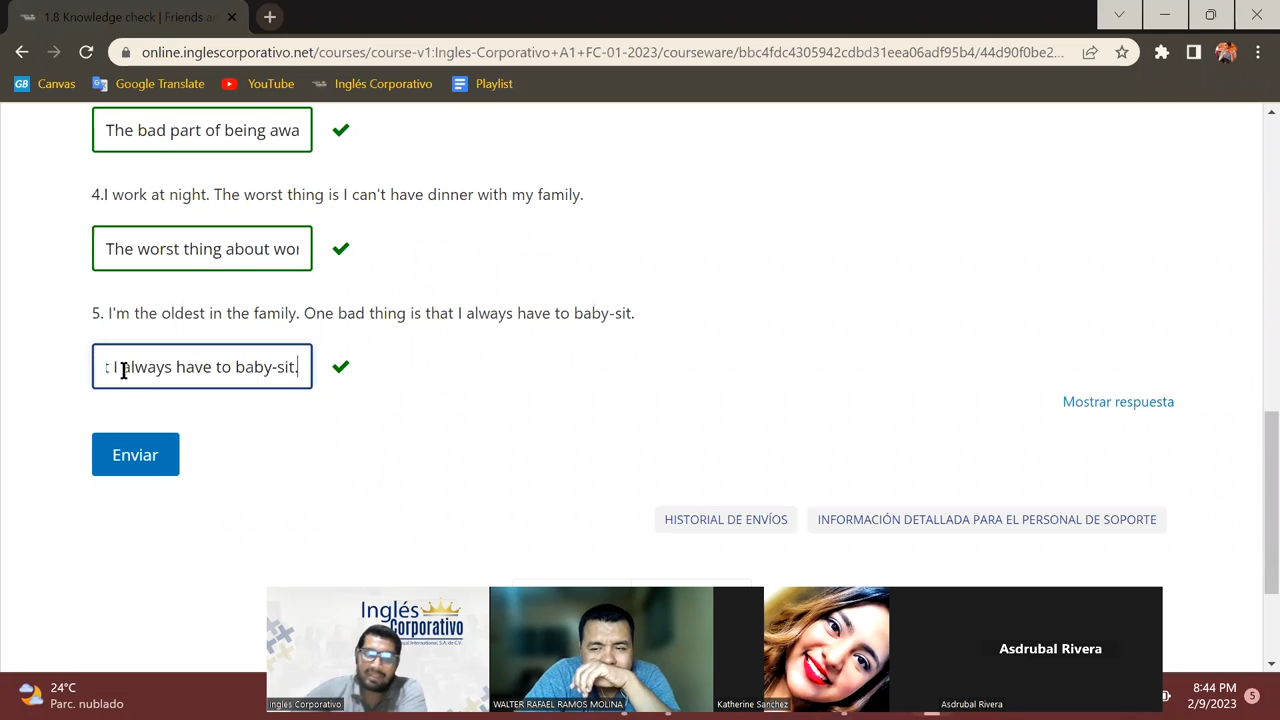 1.8 Knowledge check | Friends a
online.inglescorporativo.net/courses/course-v1:Ingles-Corporativo+A1+FC-01-2023/courseware/bbc4fdc4305942cdbd31eea06adf95b4/44d90f0be2...
GB Canvas Google Translate YouTube Inglés Corporativo Playlist
The bad part of being awa
4.I work at night. The worst thing is I can't have dinner with my family.
The worst thing about wor
5. I'm the oldest in the family. One bad thing is that I always have to baby-sit.
t I always have to baby-sit.
Mostrar respuesta
Enviar
HISTORIAL DE ENVÍOS INFORMACIÓN DETALLADA PARA EL PERSONAL DE SOPORTE
Inglés
Corporativo
Asdrubal Rivera
Inglés Corporativo WALTER RAFAEL RAMOS MOLINA Katherine Sanchez Asdrubal Rivera
24°C
Parc. nublado
8:44 PM
2/9/2023
5